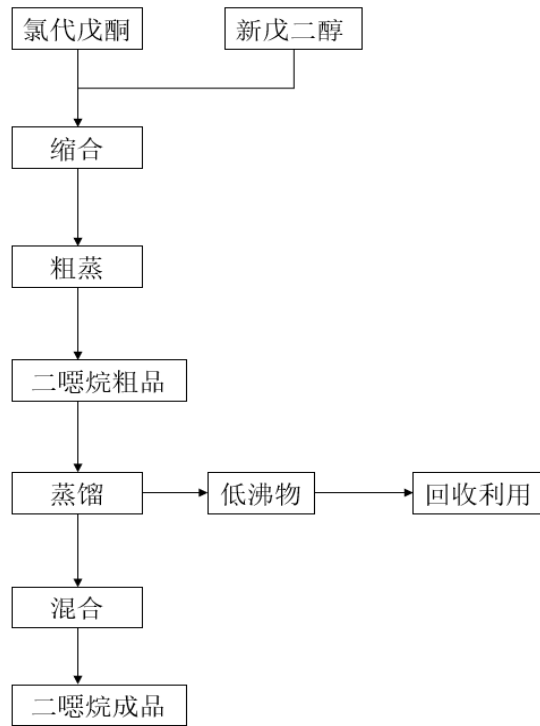 氯代戊酮
新戊二醇
缩合
粗蒸
二噁烷粗品
蒸馏
低沸物
回收利用
混合
二噁烷成品